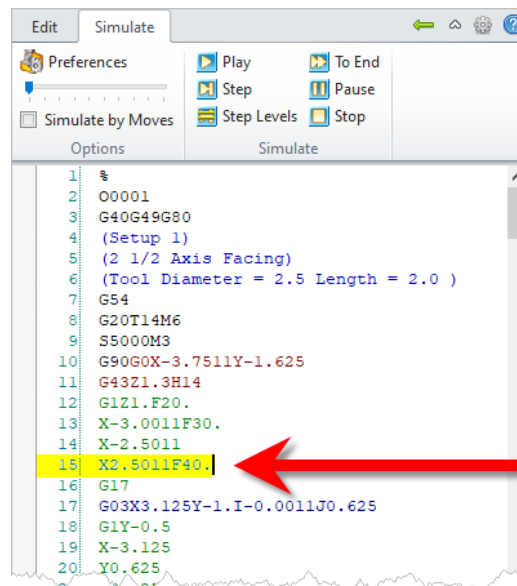 Edit Simulate
Preferences
Play To End
Step Pause
Simulate by Moves
Step Levels Stop
Options Simulate
1 %
2 O0001
3 G40G49G80
4 (Setup 1)
5 (2 1/2 Axis Facing)
6 (Tool Diameter = 2.5 Length = 2.0 )
7 G54
8 G20T14M6
9 S5000M3
10 G90G0X-3.7511Y-1.625
11 G43Z1.3H14
12 G1Z1.F20.
13 X-3.0011F30.
14 X-2.5011
15 X2.5011F40.
16 G17
17 G03X3.125Y-1.I-0.0011J0.625
18 G1Y-0.5
19 X-3.125
20 Y0.625